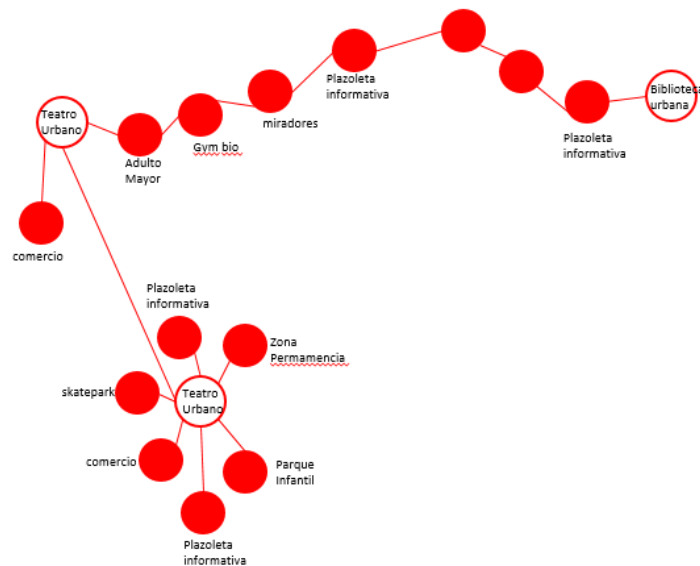 Plazoleta
informativa
Biblioteca
urbana
Teatro
Urbano
miradores
Plazoleta
informativa
Gym bio
Adulto
Mayor
comercio
Plazoleta
informativa
Zona
Permamencia
skatepark
Teatro
Urbano
comercio
Parque
Infantil
Plazoleta
informativa